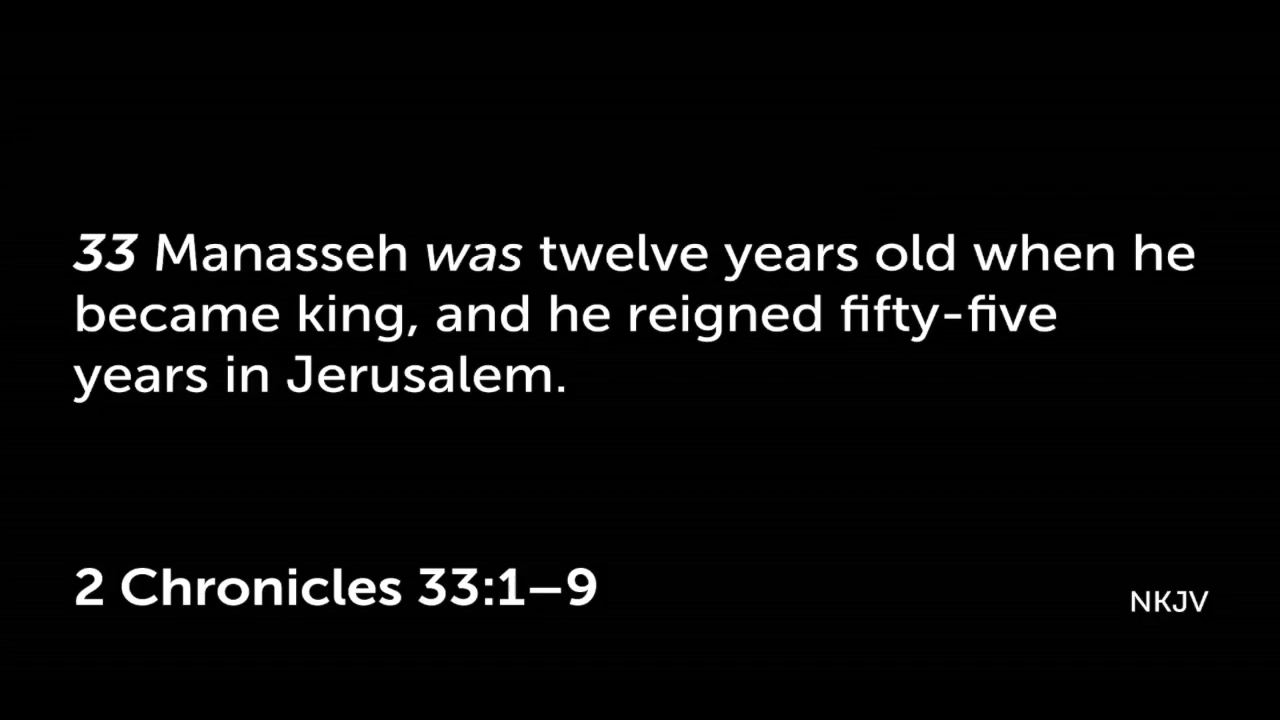 33 Manasseh was twelve years old when he
became king, and he reigned fifty-five
years in Jerusalem.
2 Chronicles 33:1–9
NKJV